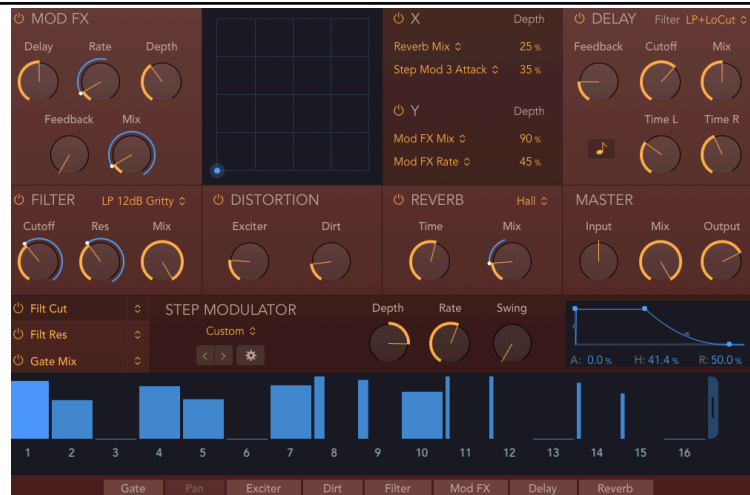 MOD FX
Delay Rate Depth
Feedback Mix
X Depth
Reverb Mix 25 %
Step Mod 3 Attack 35 %
Y Depth
Mod FX Mix 90 %
Mod FX Rate 45 %
DELAY Filter LP+LoCut
Feedback Cutoff Mix
Time L Time R
FILTER LP 12dB Gritty
Cutoff Res Mix
DISTORTION
Exciter Dirt
REVERB Hall
Time Mix
MASTER
Input Mix Output
Filt Cut
Filt Res
Gate Mix
STEP MODULATOR
Custom
Depth Rate Swing
A: 0.0 % H: 41.4 % R: 50.0 %
1 2 3 4 5 6 7 8 9 10 11 12 13 14 15 16
Gate Pan Exciter Dirt Filter Mod FX Delay Reverb